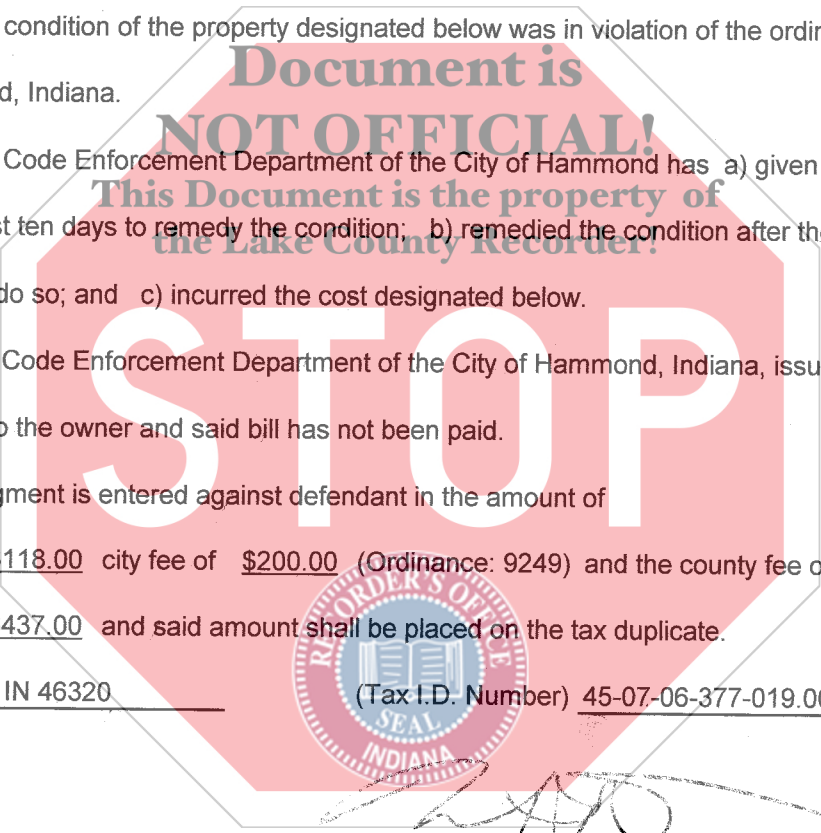 condition of the property designated below was in violation of the
Document is
d, Indiana.
NOT OFFICIAL!
Code Enforcement Department of the City of Hammond has a) given
This Document is the property of
st ten days to remedy the condition; b) remedied the condition after
the Lake County Recorder!
do so; and c) incurred the cost designated below.
STOP
Code Enforcement Department of the City of Hammond, Indiana, issu
o the owner and said bill has not been paid.
gment is entered against defendant in the amount of
118.00 city fee of $200.00 (Ordinance: 9249) and the county fee o
437.00 and said amount shall be placed on the tax duplicate.
IN 46320 (Tax I.D. Number) 45-07-06-377-019.00
RECORDER'S OFFICE
SEAL
INDIANA